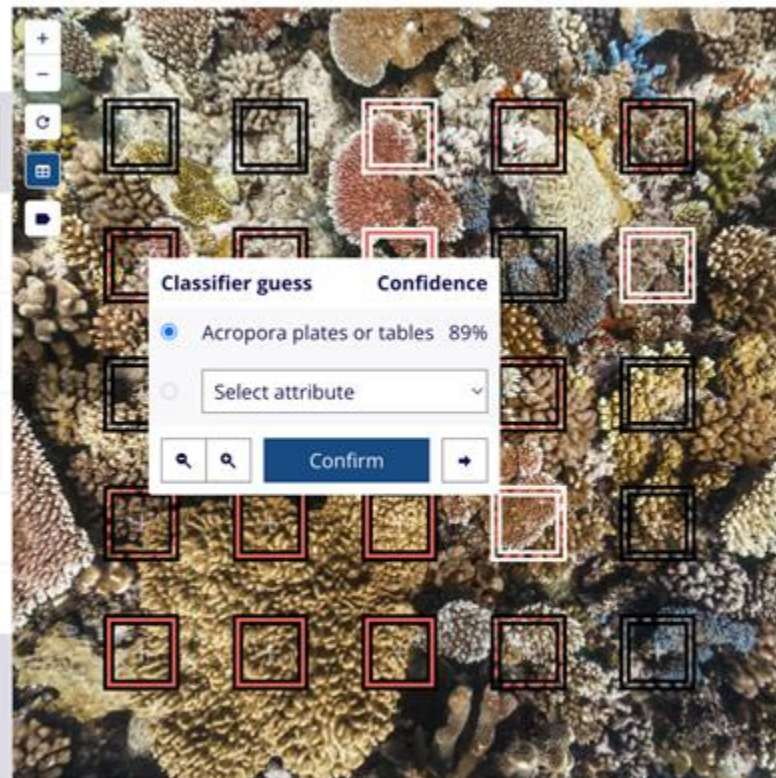 +
−
Classifier guess Confidence
Acropora plates or tables 89%
Select attribute
Confirm